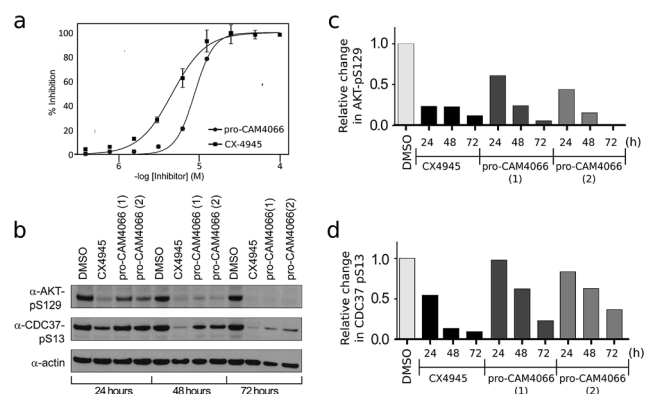 a
% Inhibition
100
80
60
40
20
0
pro-CAM4066
CX-4945
6 5 4
-log [Inhibitor] (M)
b
DMSO CX4945 pro-CAM4066 (1) pro-CAM4066 (2) DMSO CX4945 pro-CAM4066 (1) pro-CAM4066 (2) DMSO CX4945 pro-CAM4066(1) pro-CAM4066(2)
α-AKT-
pS129
α-CDC37-
pS13
α-actin
24 hours 48 hours 72 hours
c
Relative change
in AKT-pS129
1.0
0.5
0.0
DMSO 24 48 72 24 48 72 24 48 72 (h)
CX4945 pro-CAM4066 pro-CAM4066
(1) (2)
d
Relative change
in CDC37 pS13
1.0
0.5
0.0
DMSO 24 48 72 24 48 72 24 48 72 (h)
CX4945 pro-CAM4066 pro-CAM4066
(1) (2)